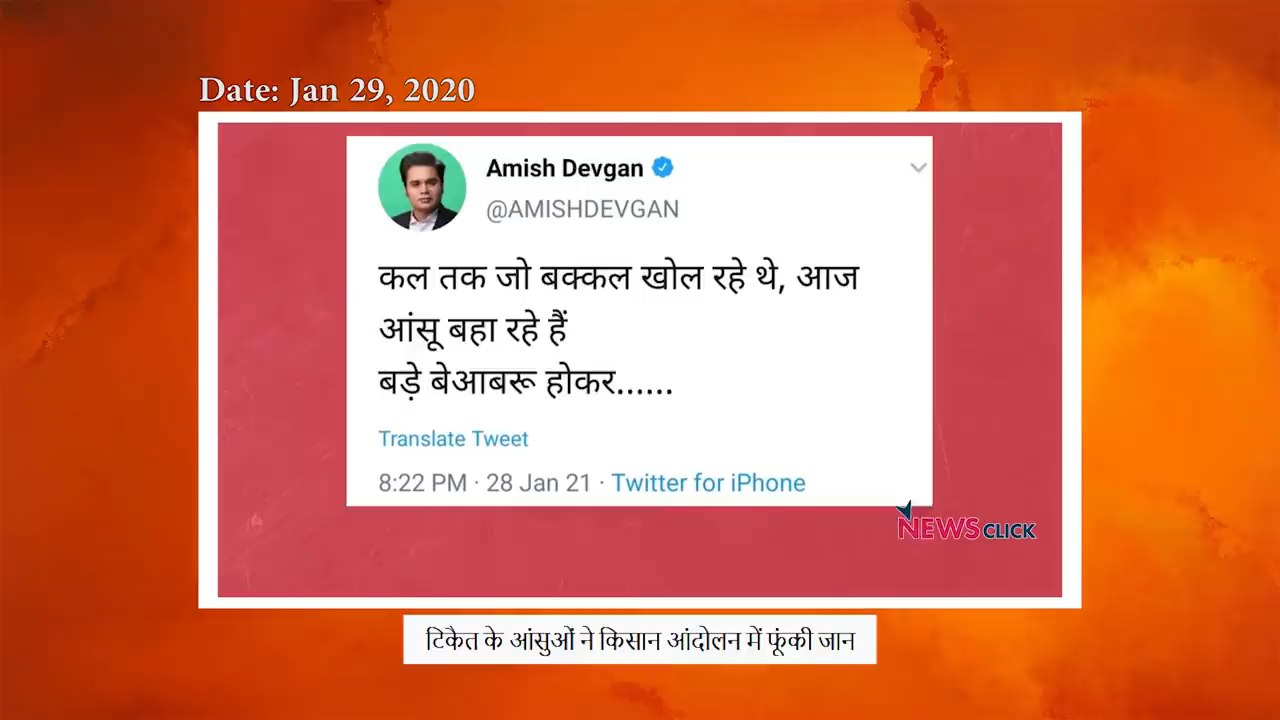 Date: Jan 29, 2020
Amish Devgan
@AMISHDEVGAN
कल तक जो बक्कल खोल रहे थे, आज
आंसू बहा रहे हैं
बड़े बेआबरू होकर......
Translate Tweet
8:22 PM · 28 Jan 21 · Twitter for iPhone
NEWSCLICK
टिकैत के आंसुओं ने किसान आंदोलन में फूंकी जान